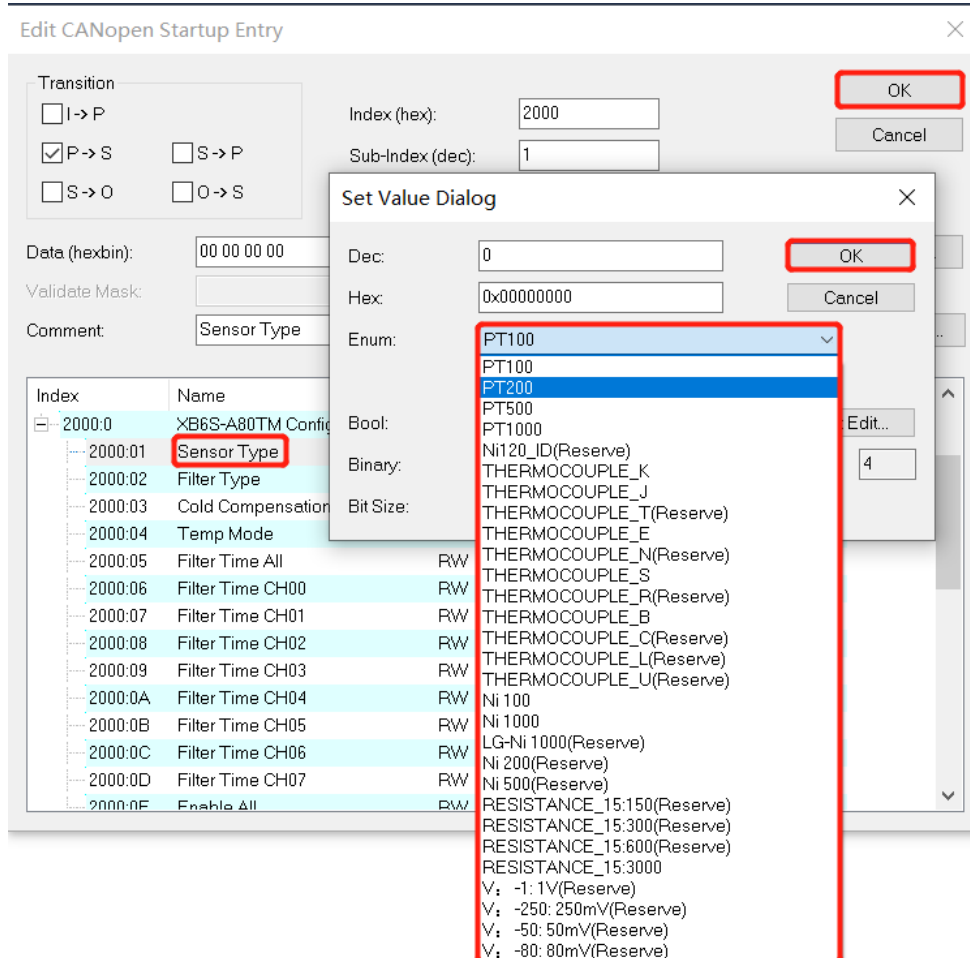 Edit CANopen Startup Entry
Transition
I -> P
P -> S
S -> P
S -> O
O -> S
Index (hex):
2000
Sub-Index (dec):
1
OK
Cancel
Data (hexbin):
00 00 00 00
Validate Mask:
Comment:
Sensor Type
Set Value Dialog
Dec:
0
OK
Hex:
0x00000000
Cancel
Enum:
PT100
PT100
PT200
PT500
PT1000
Ni120_ID(Reserve)
THERMOCOUPLE_K
THERMOCOUPLE_J
THERMOCOUPLE_T(Reserve)
THERMOCOUPLE_E
THERMOCOUPLE_N(Reserve)
THERMOCOUPLE_S
THERMOCOUPLE_R(Reserve)
THERMOCOUPLE_B
THERMOCOUPLE_C(Reserve)
THERMOCOUPLE_L(Reserve)
THERMOCOUPLE_U(Reserve)
Ni 100
Ni 1000
LG-Ni 1000(Reserve)
Ni 200(Reserve)
Ni 500(Reserve)
RESISTANCE_15:150(Reserve)
RESISTANCE_15:300(Reserve)
RESISTANCE_15:600(Reserve)
RESISTANCE_15:3000
V：-1: 1V(Reserve)
V：-250: 250mV(Reserve)
V：-50: 50mV(Reserve)
V：-80: 80mV(Reserve)
Bool:
Edit...
Binary:
4
Bit Size:
Index Name
2000:0 XB6S-A80TM Config
2000:01 Sensor Type
2000:02 Filter Type
2000:03 Cold Compensation
2000:04 Temp Mode
2000:05 Filter Time All RW
2000:06 Filter Time CH00 RW
2000:07 Filter Time CH01 RW
2000:08 Filter Time CH02 RW
2000:09 Filter Time CH03 RW
2000:0A Filter Time CH04 RW
2000:0B Filter Time CH05 RW
2000:0C Filter Time CH06 RW
2000:0D Filter Time CH07 RW
2000:0E Enable All RW